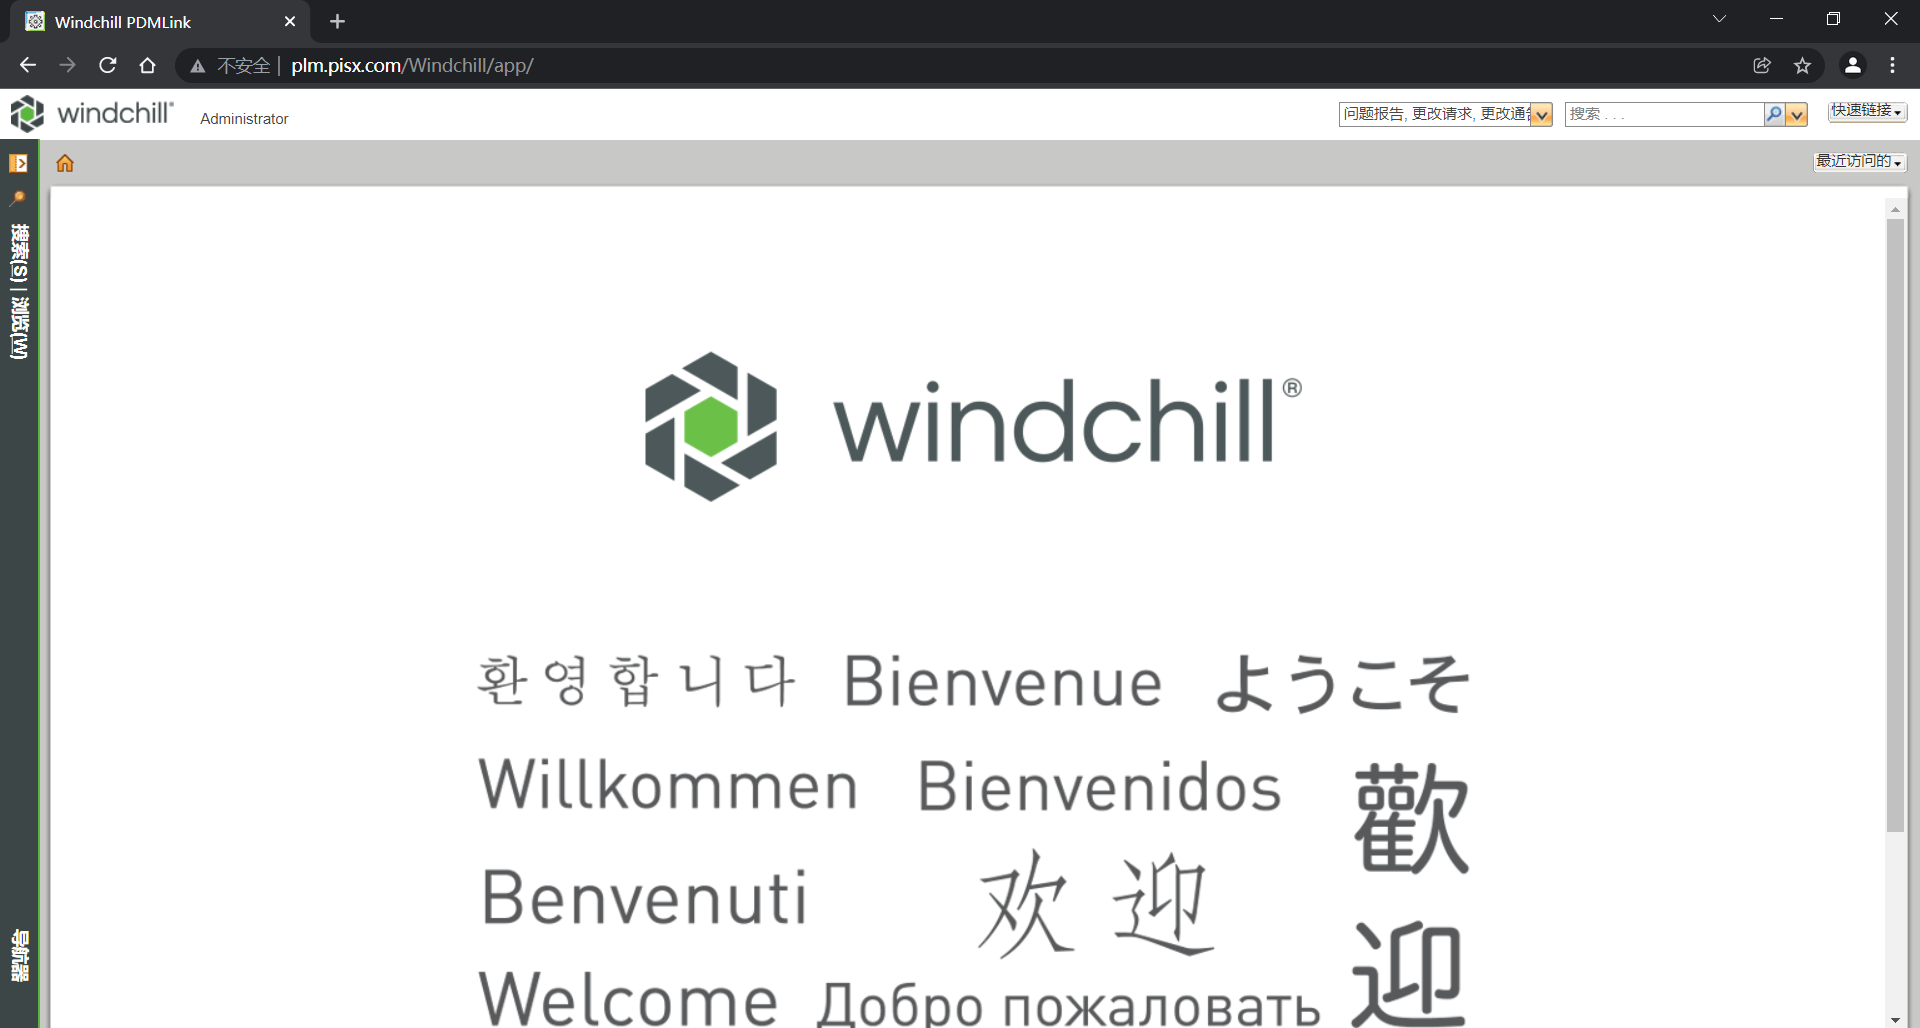 Windchill PDMLink
不安全 | plm.pisx.com/Windchill/app/
windchill® Administrator 问题报告, 更改请求, 更改通 搜索 . . . 快速链接
最近访问的
搜索(S) | 浏览(W)
导航器
windchill®
환영합니다 Bienvenue ようこそ
Willkommen Bienvenidos
歡迎
Benvenuti 欢迎
Welcome Добро пожаловать